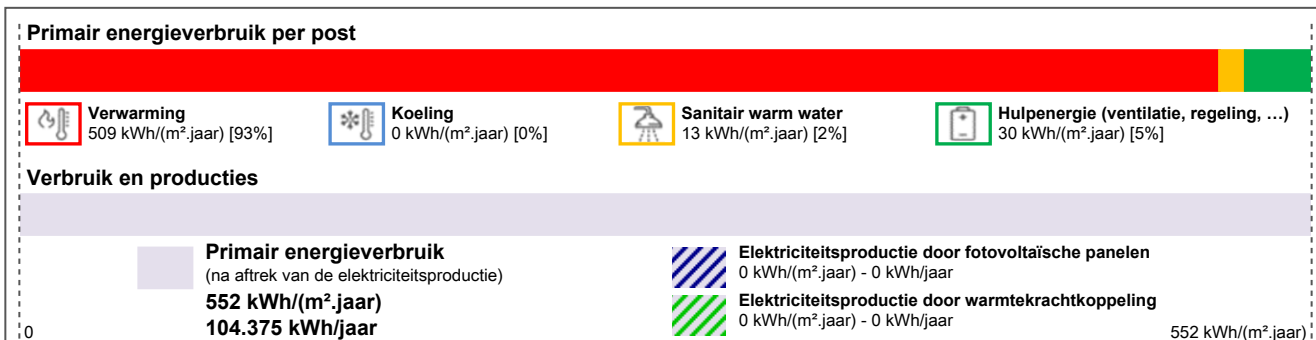 Primair energieverbruik per post
Verwarming
509 kWh/(m².jaar) [93%]
Koeling
0 kWh/(m².jaar) [0%]
Sanitair warm water
13 kWh/(m².jaar) [2%]
Hulpenergie (ventilatie, regeling, …)
30 kWh/(m².jaar) [5%]
Verbruik en producties
Primair energieverbruik
(na aftrek van de elektriciteitsproductie)
552 kWh/(m².jaar)
104.375 kWh/jaar
Elektriciteitsproductie door fotovoltaïsche panelen
0 kWh/(m².jaar) - 0 kWh/jaar
Elektriciteitsproductie door warmtekrachtkoppeling
0 kWh/(m².jaar) - 0 kWh/jaar
0
552 kWh/(m².jaar)